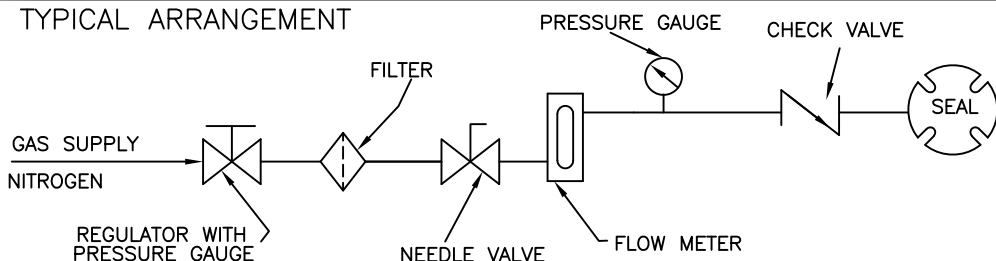 TYPICAL ARRANGEMENT
PRESSURE GAUGE
CHECK VALVE
FILTER
SEAL
GAS SUPPLY
NITROGEN
REGULATOR WITH
PRESSURE GAUGE
NEEDLE VALVE
FLOW METER